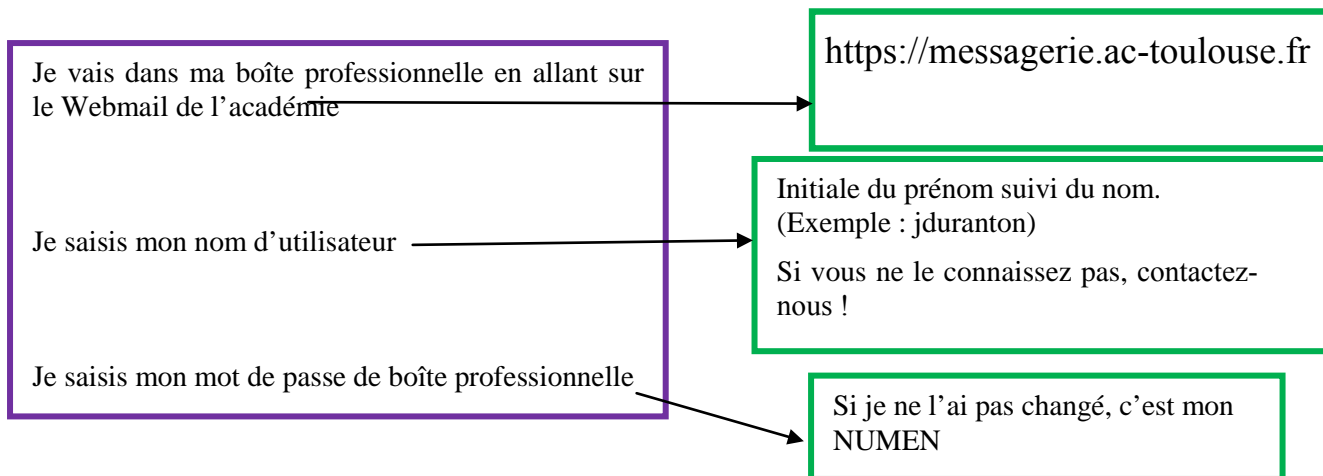 Je vais dans ma boîte professionnelle en allant sur
le Webmail de l’académie
https://messagerie.ac-toulouse.fr
Je saisis mon nom d’utilisateur
Initiale du prénom suivi du nom.
(Exemple : jduranton)
Si vous ne le connaissez pas, contactez-
nous !
Je saisis mon mot de passe de boîte professionnelle
Si je ne l’ai pas changé, c’est mon
NUMEN